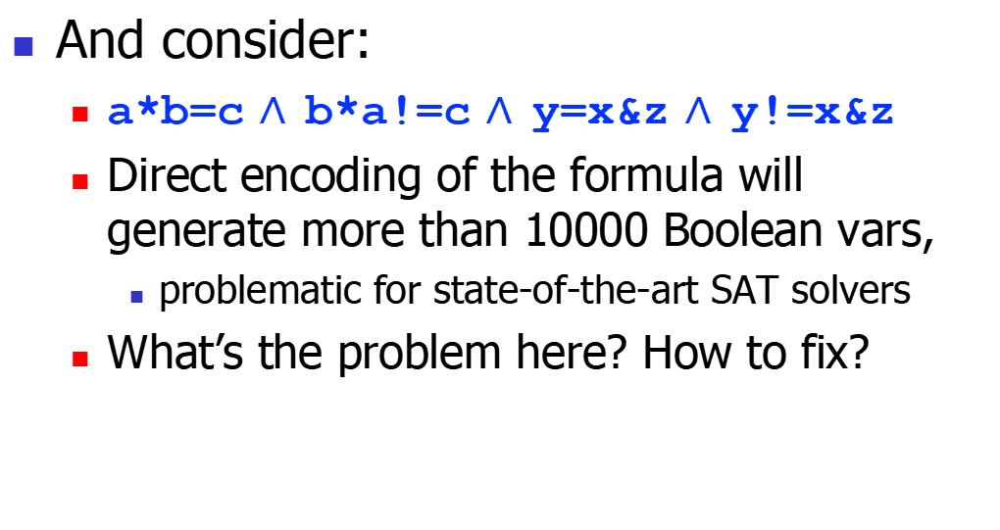 And consider:
a*b=c ∧ b*a!=c ∧ y=x&z ∧ y!=x&z
Direct encoding of the formula will
generate more than 10000 Boolean vars,
problematic for state-of-the-art SAT solvers
What’s the problem here? How to fix?